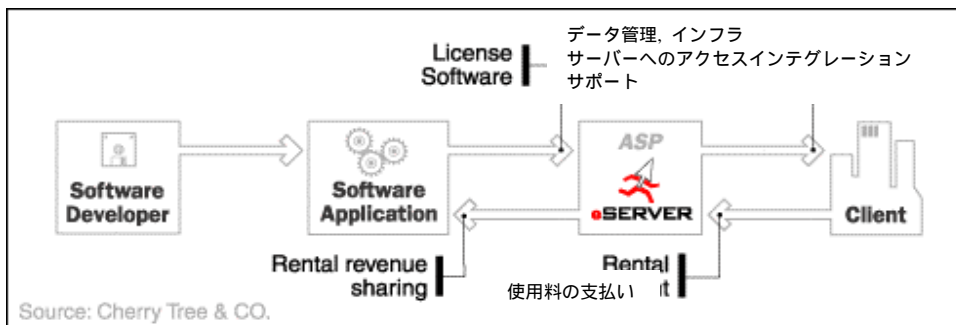 License
Software
データ管理, インフラ
サーバーへのアクセスインテグレーション
サポート
Software
Developer
Software
Application
ASP
eSERVER
Client
Rental revenue
sharing
Rental
使用料の支払い
Source: Cherry Tree & CO.